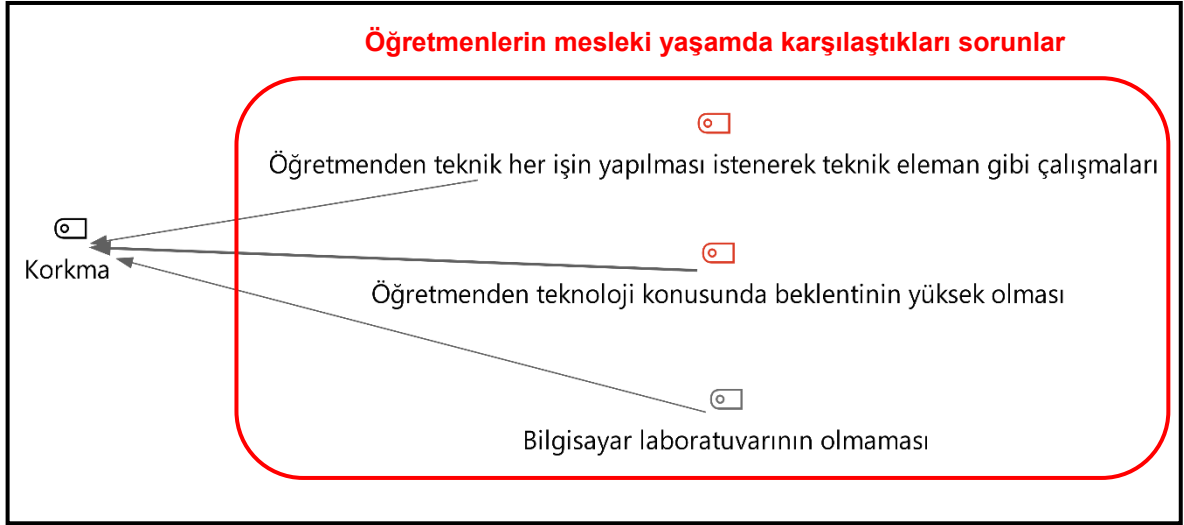 Öğretmenlerin mesleki yaşamda karşılaştıkları sorunlar
Öğretmenden teknik her işin yapılması istenerek teknik eleman gibi çalışmaları
Korkma
Öğretmenden teknoloji konusunda beklentinin yüksek olması
Bilgisayar laboratuvarının olmaması